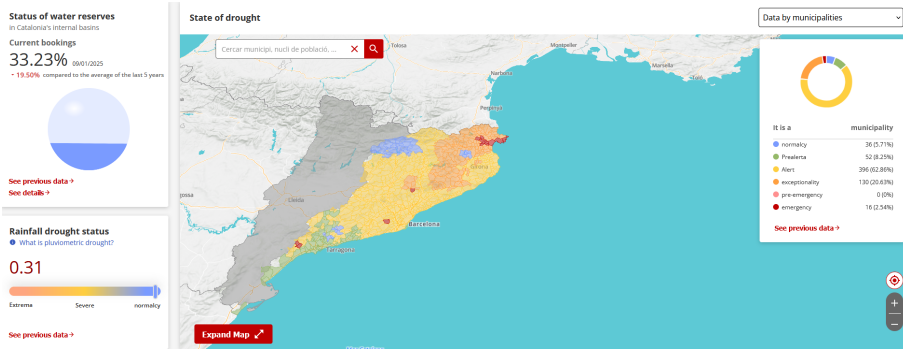 Status of water reserves
in Catalonia's internal basins
Current bookings
33.23% 09/01/2025
- 19.50% compared to the average of the last 5 years
See previous data →
See details →
Rainfall drought status
What is pluviometric drought?
0.31
Extrema Severe normalcy
See previous data →
State of drought
Data by municipalities
Cercar municipi, nucli de població, ...
Tolosa
Montpeller
Narbona
Marsella
Toló
Perpinyà
Girona
Lleida
Barcelona
Tarragona
Expand Map
It is a municipality
normalcy 36 (5.71%)
Prealerta 52 (8.25%)
Alert 396 (62.86%)
exceptionality 130 (20.63%)
pre-emergency 0 (0%)
emergency 16 (2.54%)
See previous data →
+
−